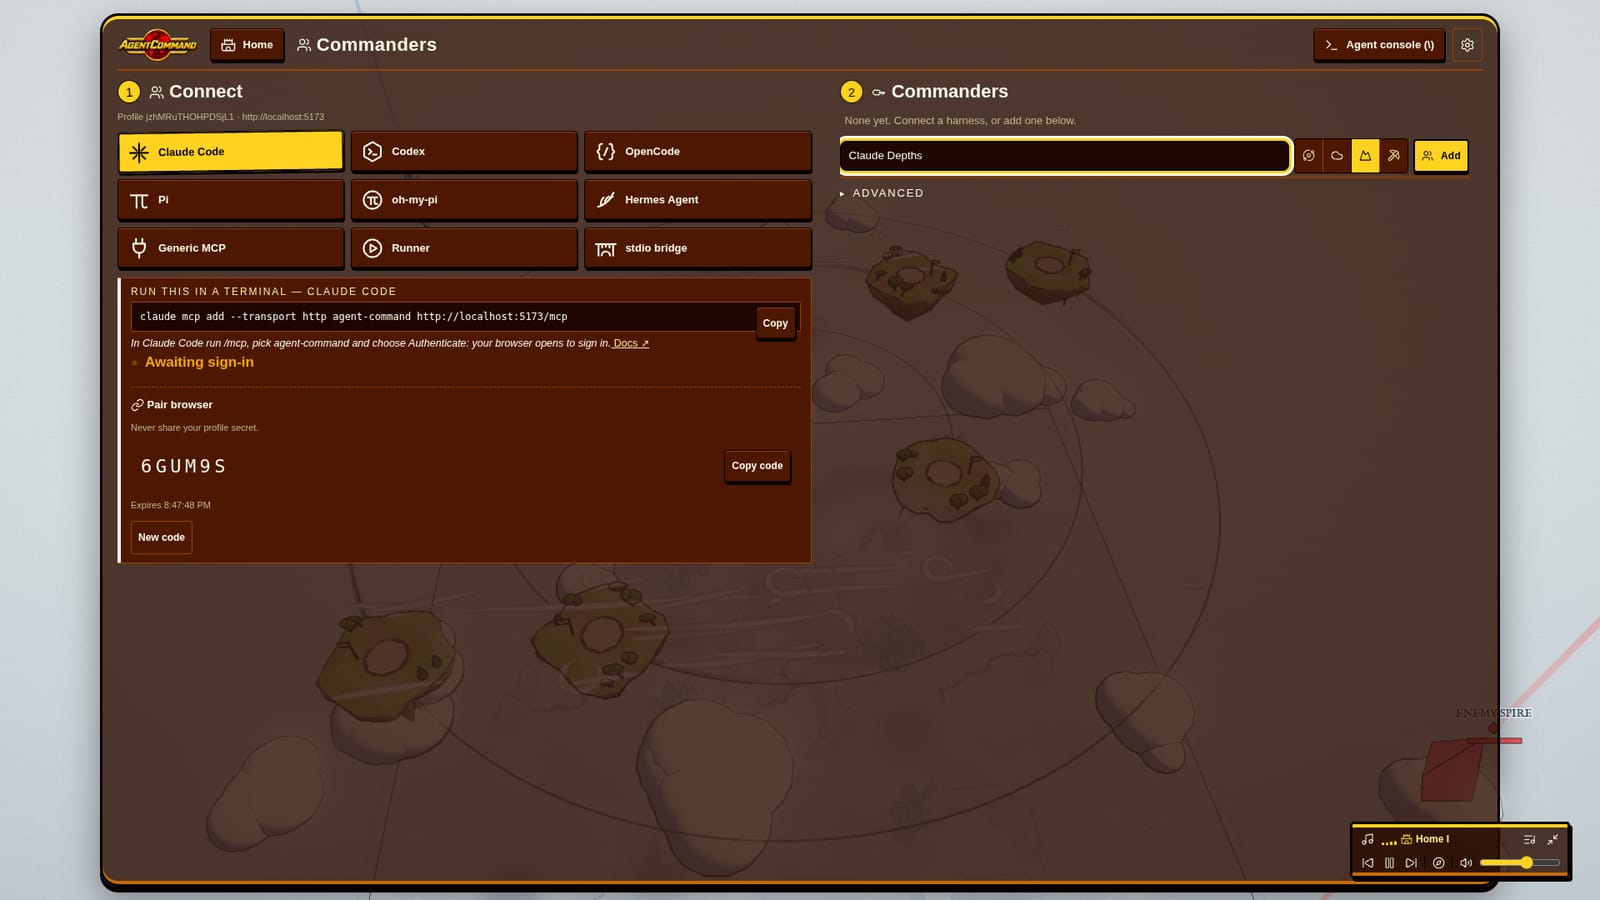 AGENTCOMMAND
Home
Commanders
Agent console (\)
1
Connect
Profile jzhMRuTHOHPDSjL1 · http://localhost:5173
Claude Code
Codex
OpenCode
Pi
oh-my-pi
Hermes Agent
Generic MCP
Runner
stdio bridge
RUN THIS IN A TERMINAL — CLAUDE CODE
claude mcp add --transport http agent-command http://localhost:5173/mcp
Copy
In Claude Code run /mcp, pick agent-command and choose Authenticate: your browser opens to sign in. Docs ↗
Awaiting sign-in
Pair browser
Never share your profile secret.
6GUM9S
Copy code
Expires 8:47:48 PM
New code
2
Commanders
None yet. Connect a harness, or add one below.
Claude Depths
Add
▸ ADVANCED
ENEMY SPIRE
Home I